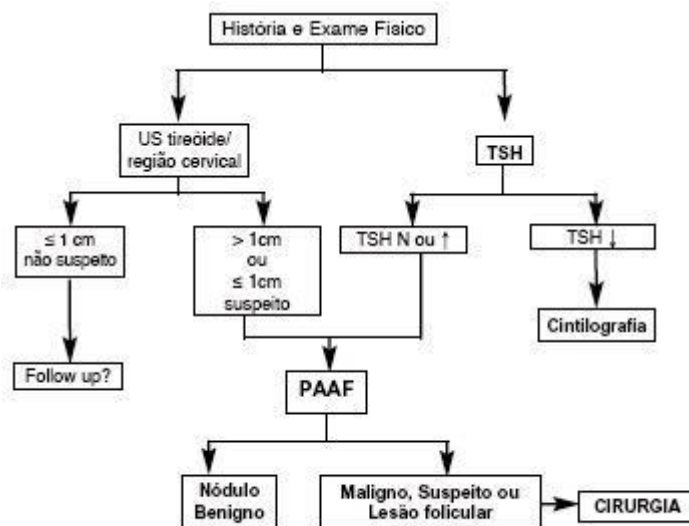 História e Exame Físico
US tireóide/
região cervical
TSH
≤ 1 cm
não suspeito
> 1cm
ou
≤ 1cm
suspeito
TSH N ou ↑
TSH ↓
Cintilografia
Follow up?
PAAF
Nódulo
Benigno
Maligno, Suspeito ou
Lesão folicular
CIRURGIA